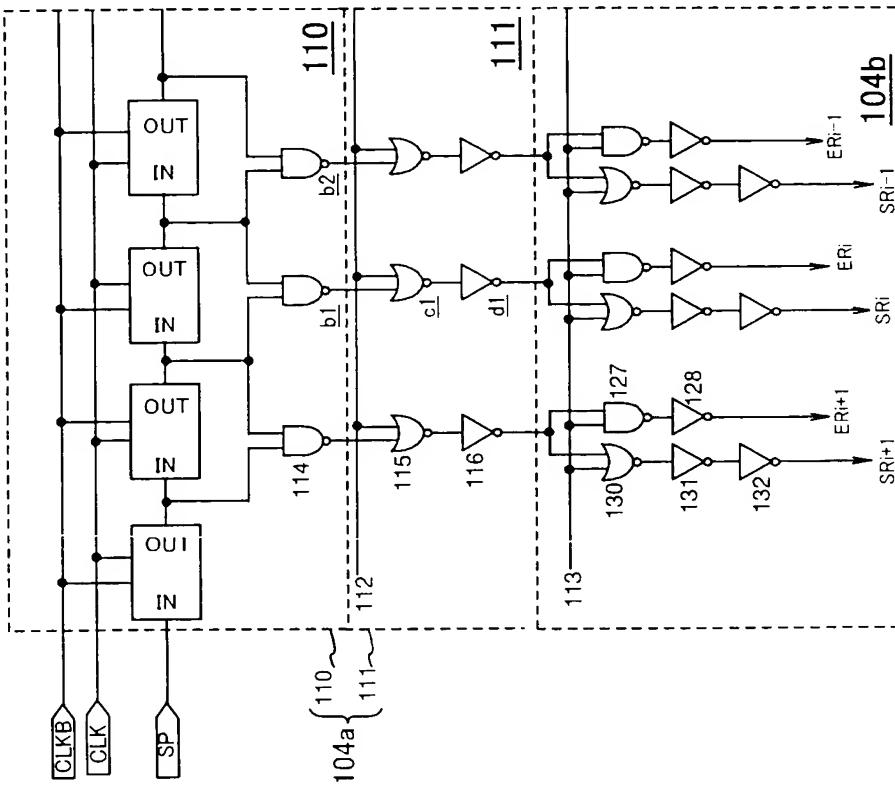 CLKB
CLK
SP
IN OUT
IN OUT
IN OUT
IN OUI
110
111
104b
104a
110
111
112
113
114
b1
b2
115
c1
116
d1
127
128
130
131
132
ERi-1
SRi-1
ERi
SRi
ERi+1
SRi+1